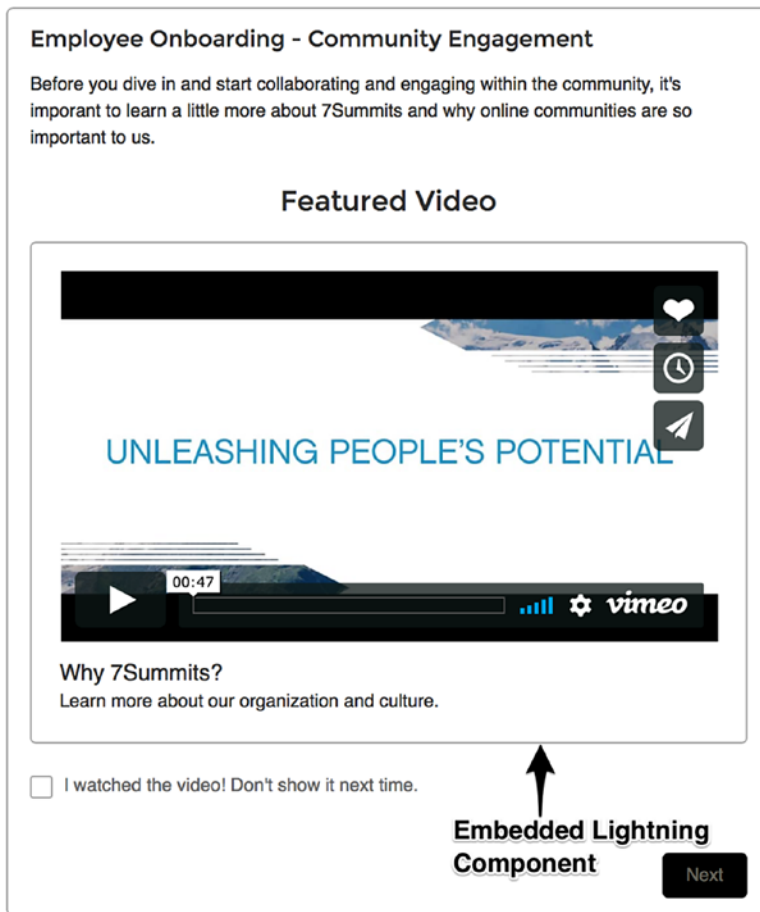 Employee Onboarding - Community Engagement
Before you dive in and start collaborating and engaging within the community, it's
imporant to learn a little more about 7Summits and why online communities are so
important to us.
Featured Video
UNLEASHING PEOPLE'S POTENTIAL
00:47
vimeo
Why 7Summits?
Learn more about our organization and culture.
I watched the video! Don't show it next time.
Embedded Lightning
Component
Next